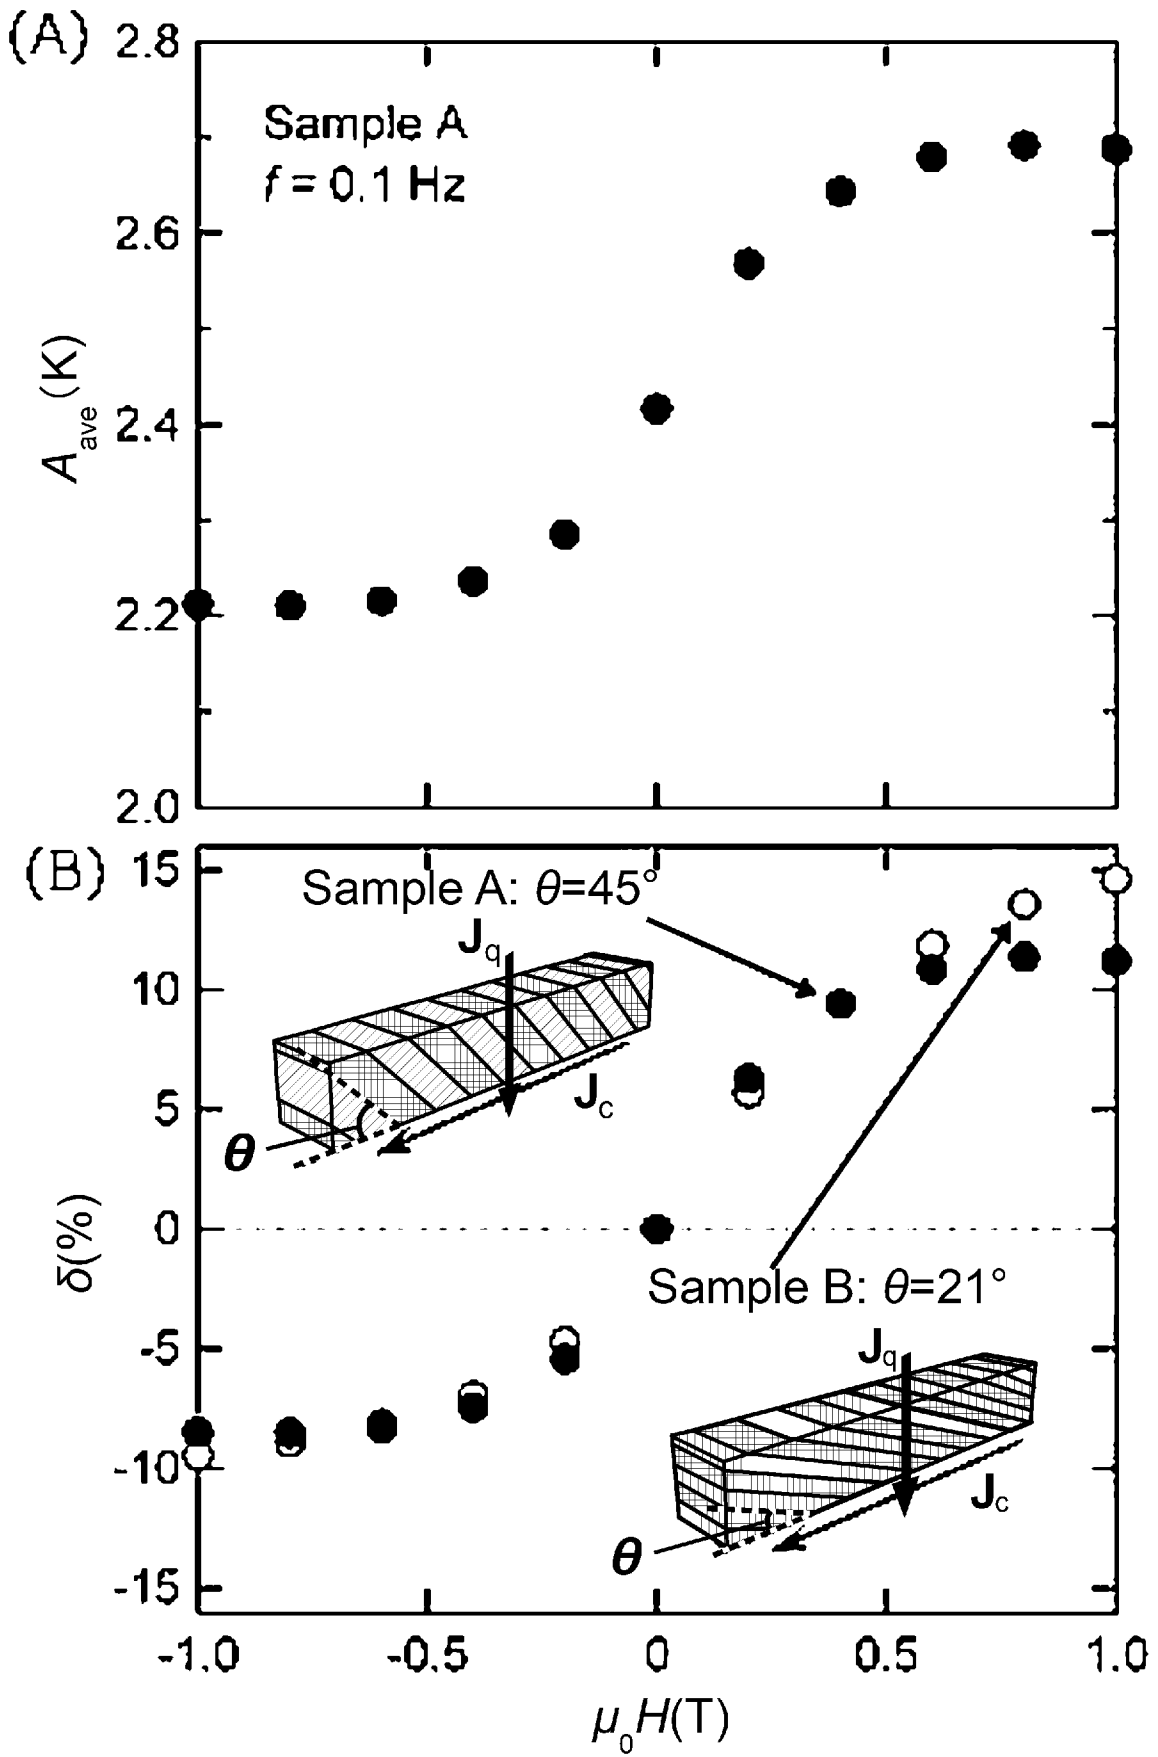 (A)
2.8
Sample A
f = 0.1 Hz
2.6
A_ave (K)
2.4
2.2
2.0
(B)
15
Sample A: θ=45°
J_q
10
J_c
5
θ
0
δ(%)
Sample B: θ=21°
-5
J_q
-10
J_c
θ
-15
-1.0 -0.5 0 0.5 1.0
μ₀H(T)